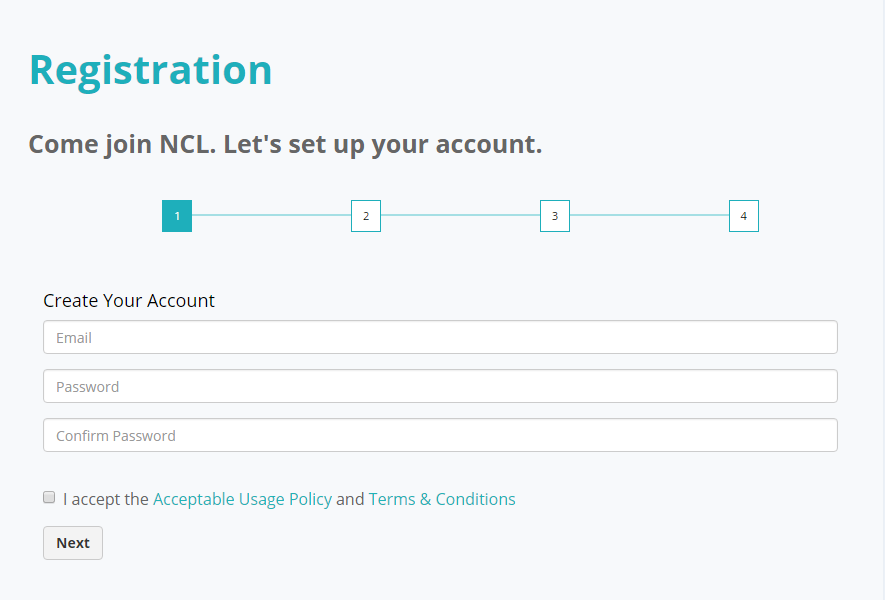 Registration
Come join NCL. Let's set up your account.
1 2 3 4
Create Your Account
Email
Password
Confirm Password
I accept the Acceptable Usage Policy and Terms & Conditions
Next